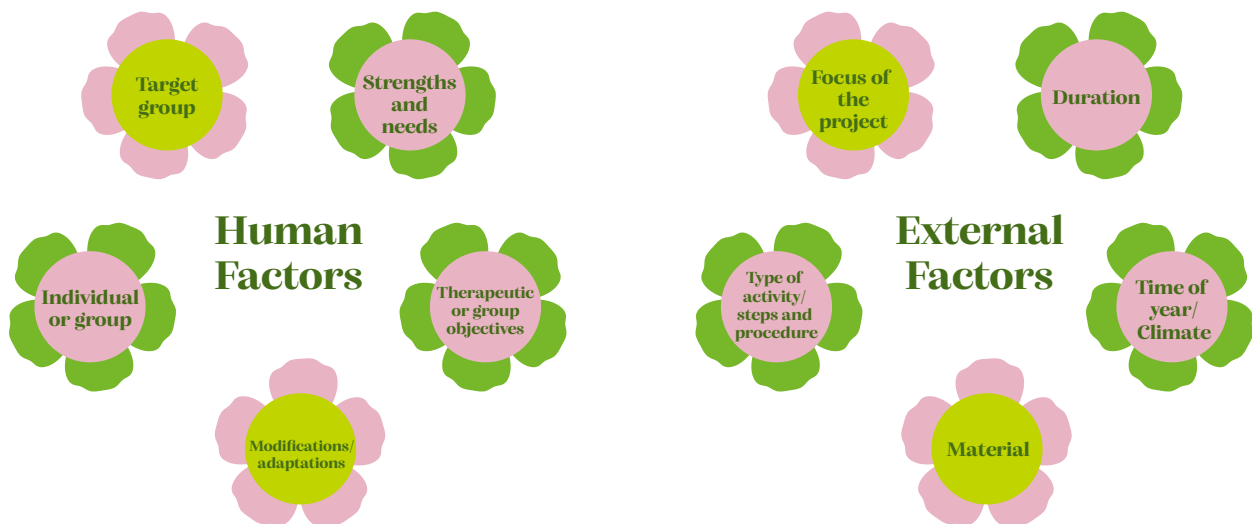 Target
group
Strengths
and
needs
Human
Factors
Individual
or group
Therapeutic
or group
objectives
Modifications/
adaptations
Focus of
the
project
Duration
External
Factors
Type of
activity/
steps and
procedure
Time of
year/
Climate
Material